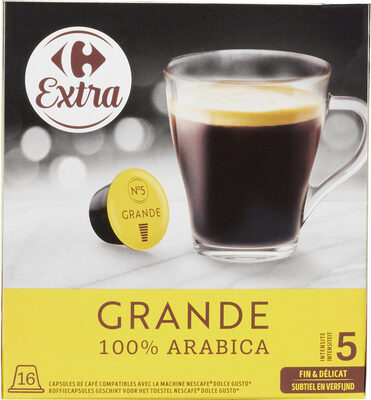 Extra
N°5
GRANDE
GRANDE
100% ARABICA
INTENSITÉ
INTENSITEIT
5
16
FIN & DÉLICAT
SUBTIEL EN VERFIJND
CAPSULES DE CAFÉ COMPATIBLES AVEC LA MACHINE NESCAFÉ® DOLCE GUSTO®*
KOFFIECAPSULES GESCHIKT VOOR HET TOESTEL NESCAFÉ® DOLCE GUSTO®*